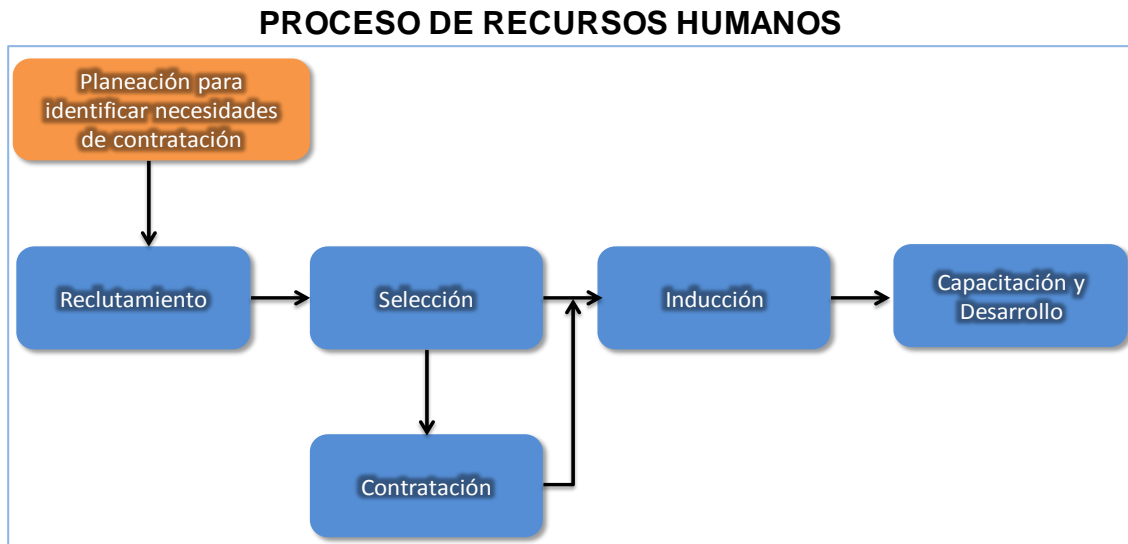 PROCESO DE RECURSOS HUMANOS
Planeación para
identificar necesidades
de contratación
Reclutamiento
Selección
Inducción
Capacitación y
Desarrollo
Contratación